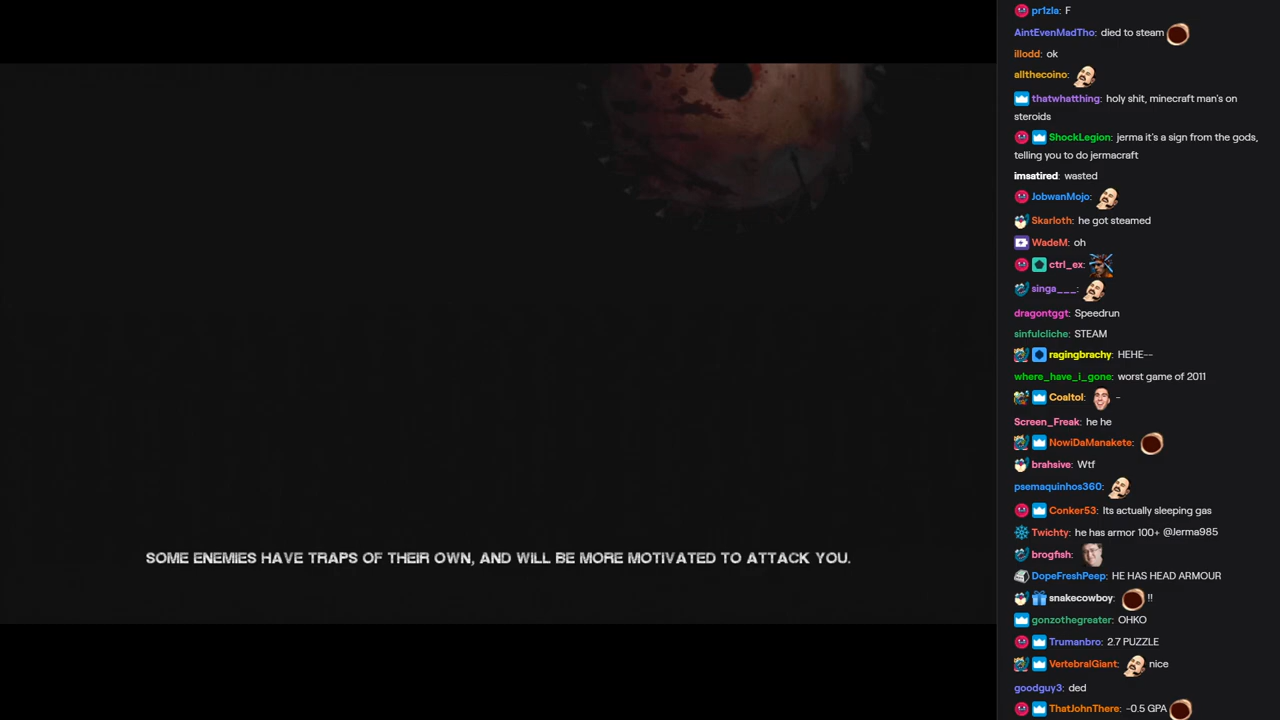 pr1zla: F
AintEvenMadTho: died to steam
illodd: ok
allthecoino:
thatwhatthing: holy shit, minecraft man's on
steroids
ShockLegion: jerma it's a sign from the gods,
telling you to do jermacraft
imsatired: wasted
JobwanMojo:
Skarloth: he got steamed
WadeM: oh
ctrl_ex:
singa___:
dragontggt: Speedrun
sinfulcliche: STEAM
ragingbrachy: HEHE--
where_have_i_gone: worst game of 2011
Coaltol: -
Screen_Freak: he he
NowiDaManakete:
brahsive: Wtf
psemaquinhos360:
Conker53: Its actually sleeping gas
Twichty: he has armor 100+ @Jerma985
brogfish:
DopeFreshPeep: HE HAS HEAD ARMOUR
snakecowboy: !!
gonzothegreater: OHKO
Trumanbro: 2.7 PUZZLE
VertebralGiant: nice
goodguy3: ded
ThatJohnThere: -0.5 GPA
SOME ENEMIES HAVE TRAPS OF THEIR OWN, AND WILL BE MORE MOTIVATED TO ATTACK YOU.